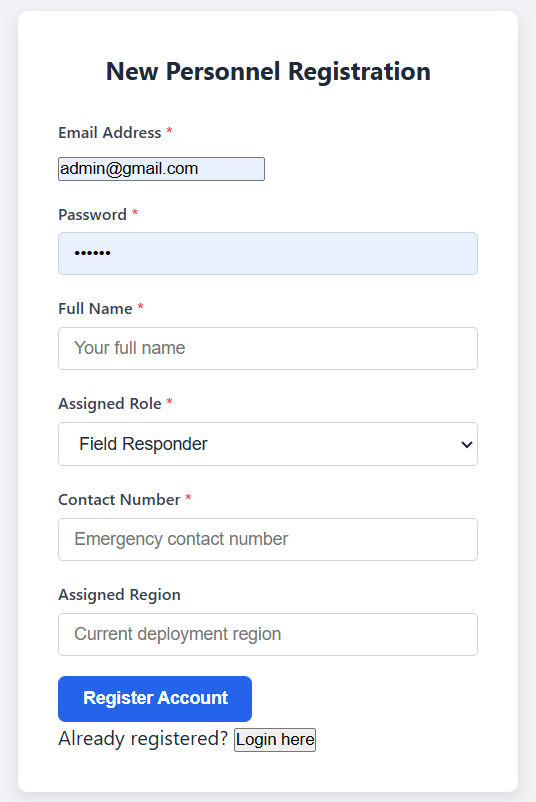 New Personnel Registration
Email Address *
admin@gmail.com
Password *
••••••
Full Name *
Your full name
Assigned Role *
Field Responder
Contact Number *
Emergency contact number
Assigned Region
Current deployment region
Register Account
Already registered? Login here